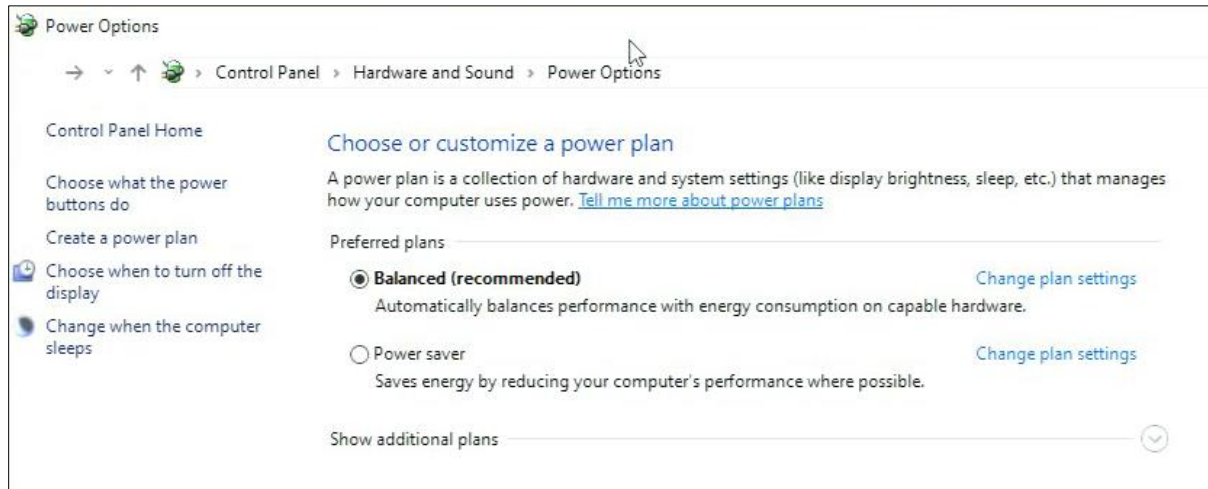 Power Options
Control Panel › Hardware and Sound › Power Options
Control Panel Home
Choose what the power
buttons do
Create a power plan
Choose when to turn off the
display
Change when the computer
sleeps
Choose or customize a power plan
A power plan is a collection of hardware and system settings (like display brightness, sleep, etc.) that manages
how your computer uses power. Tell me more about power plans
Preferred plans
Balanced (recommended) Change plan settings
Automatically balances performance with energy consumption on capable hardware.
Power saver Change plan settings
Saves energy by reducing your computer's performance where possible.
Show additional plans